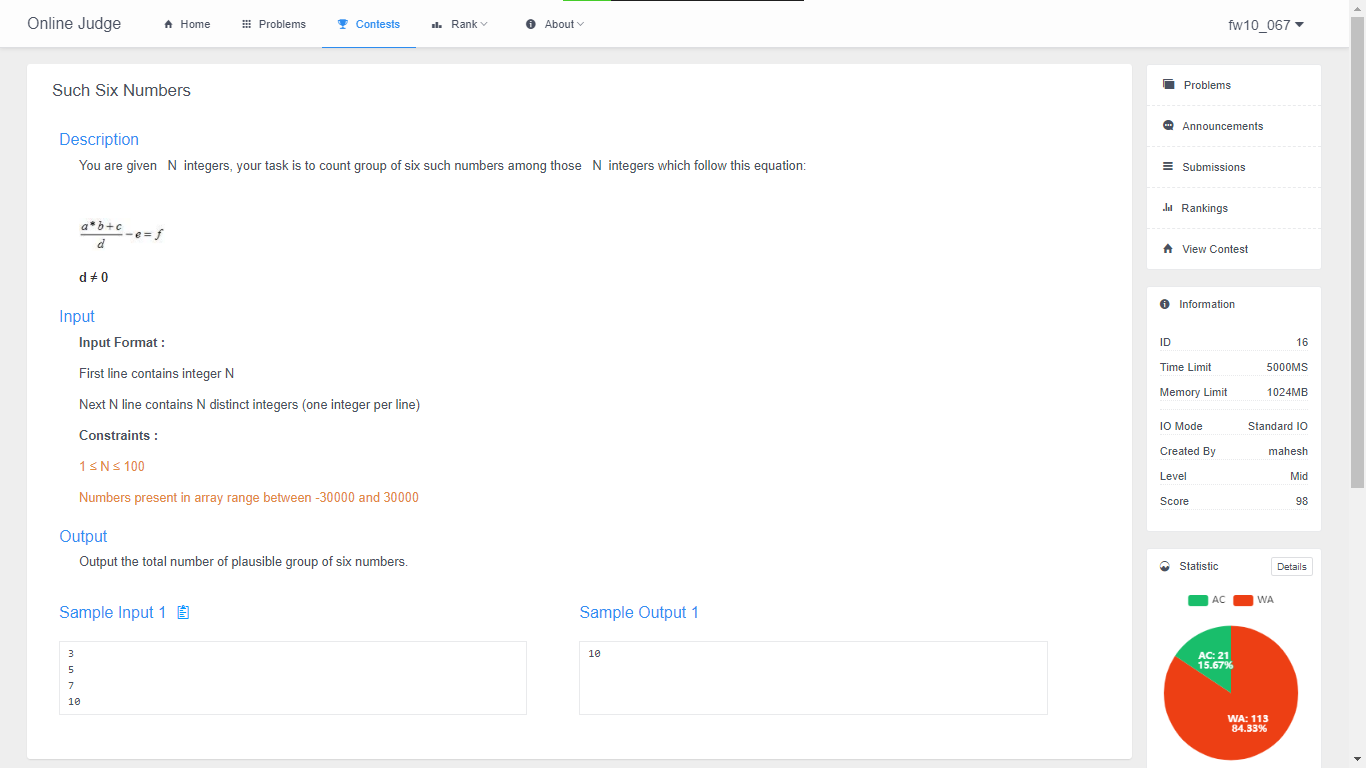 Online Judge
Home
Problems
Contests
Rank
About
fw10_067
Such Six Numbers
Description
You are given N integers, your task is to count group of six such numbers among those N integers which follow this equation:
a*b+c
d
-e=f
d ≠ 0
Input
Input Format :
First line contains integer N
Next N line contains N distinct integers (one integer per line)
Constraints :
1 ≤ N ≤ 100
Numbers present in array range between -30000 and 30000
Output
Output the total number of plausible group of six numbers.
Sample Input 1
3
5
7
10
Sample Output 1
10
Problems
Announcements
Submissions
Rankings
View Contest
Information
ID 16
Time Limit 5000MS
Memory Limit 1024MB
IO Mode Standard IO
Created By mahesh
Level Mid
Score 98
Statistic
Details
AC WA
AC: 21
15.67%
WA: 113
84.33%